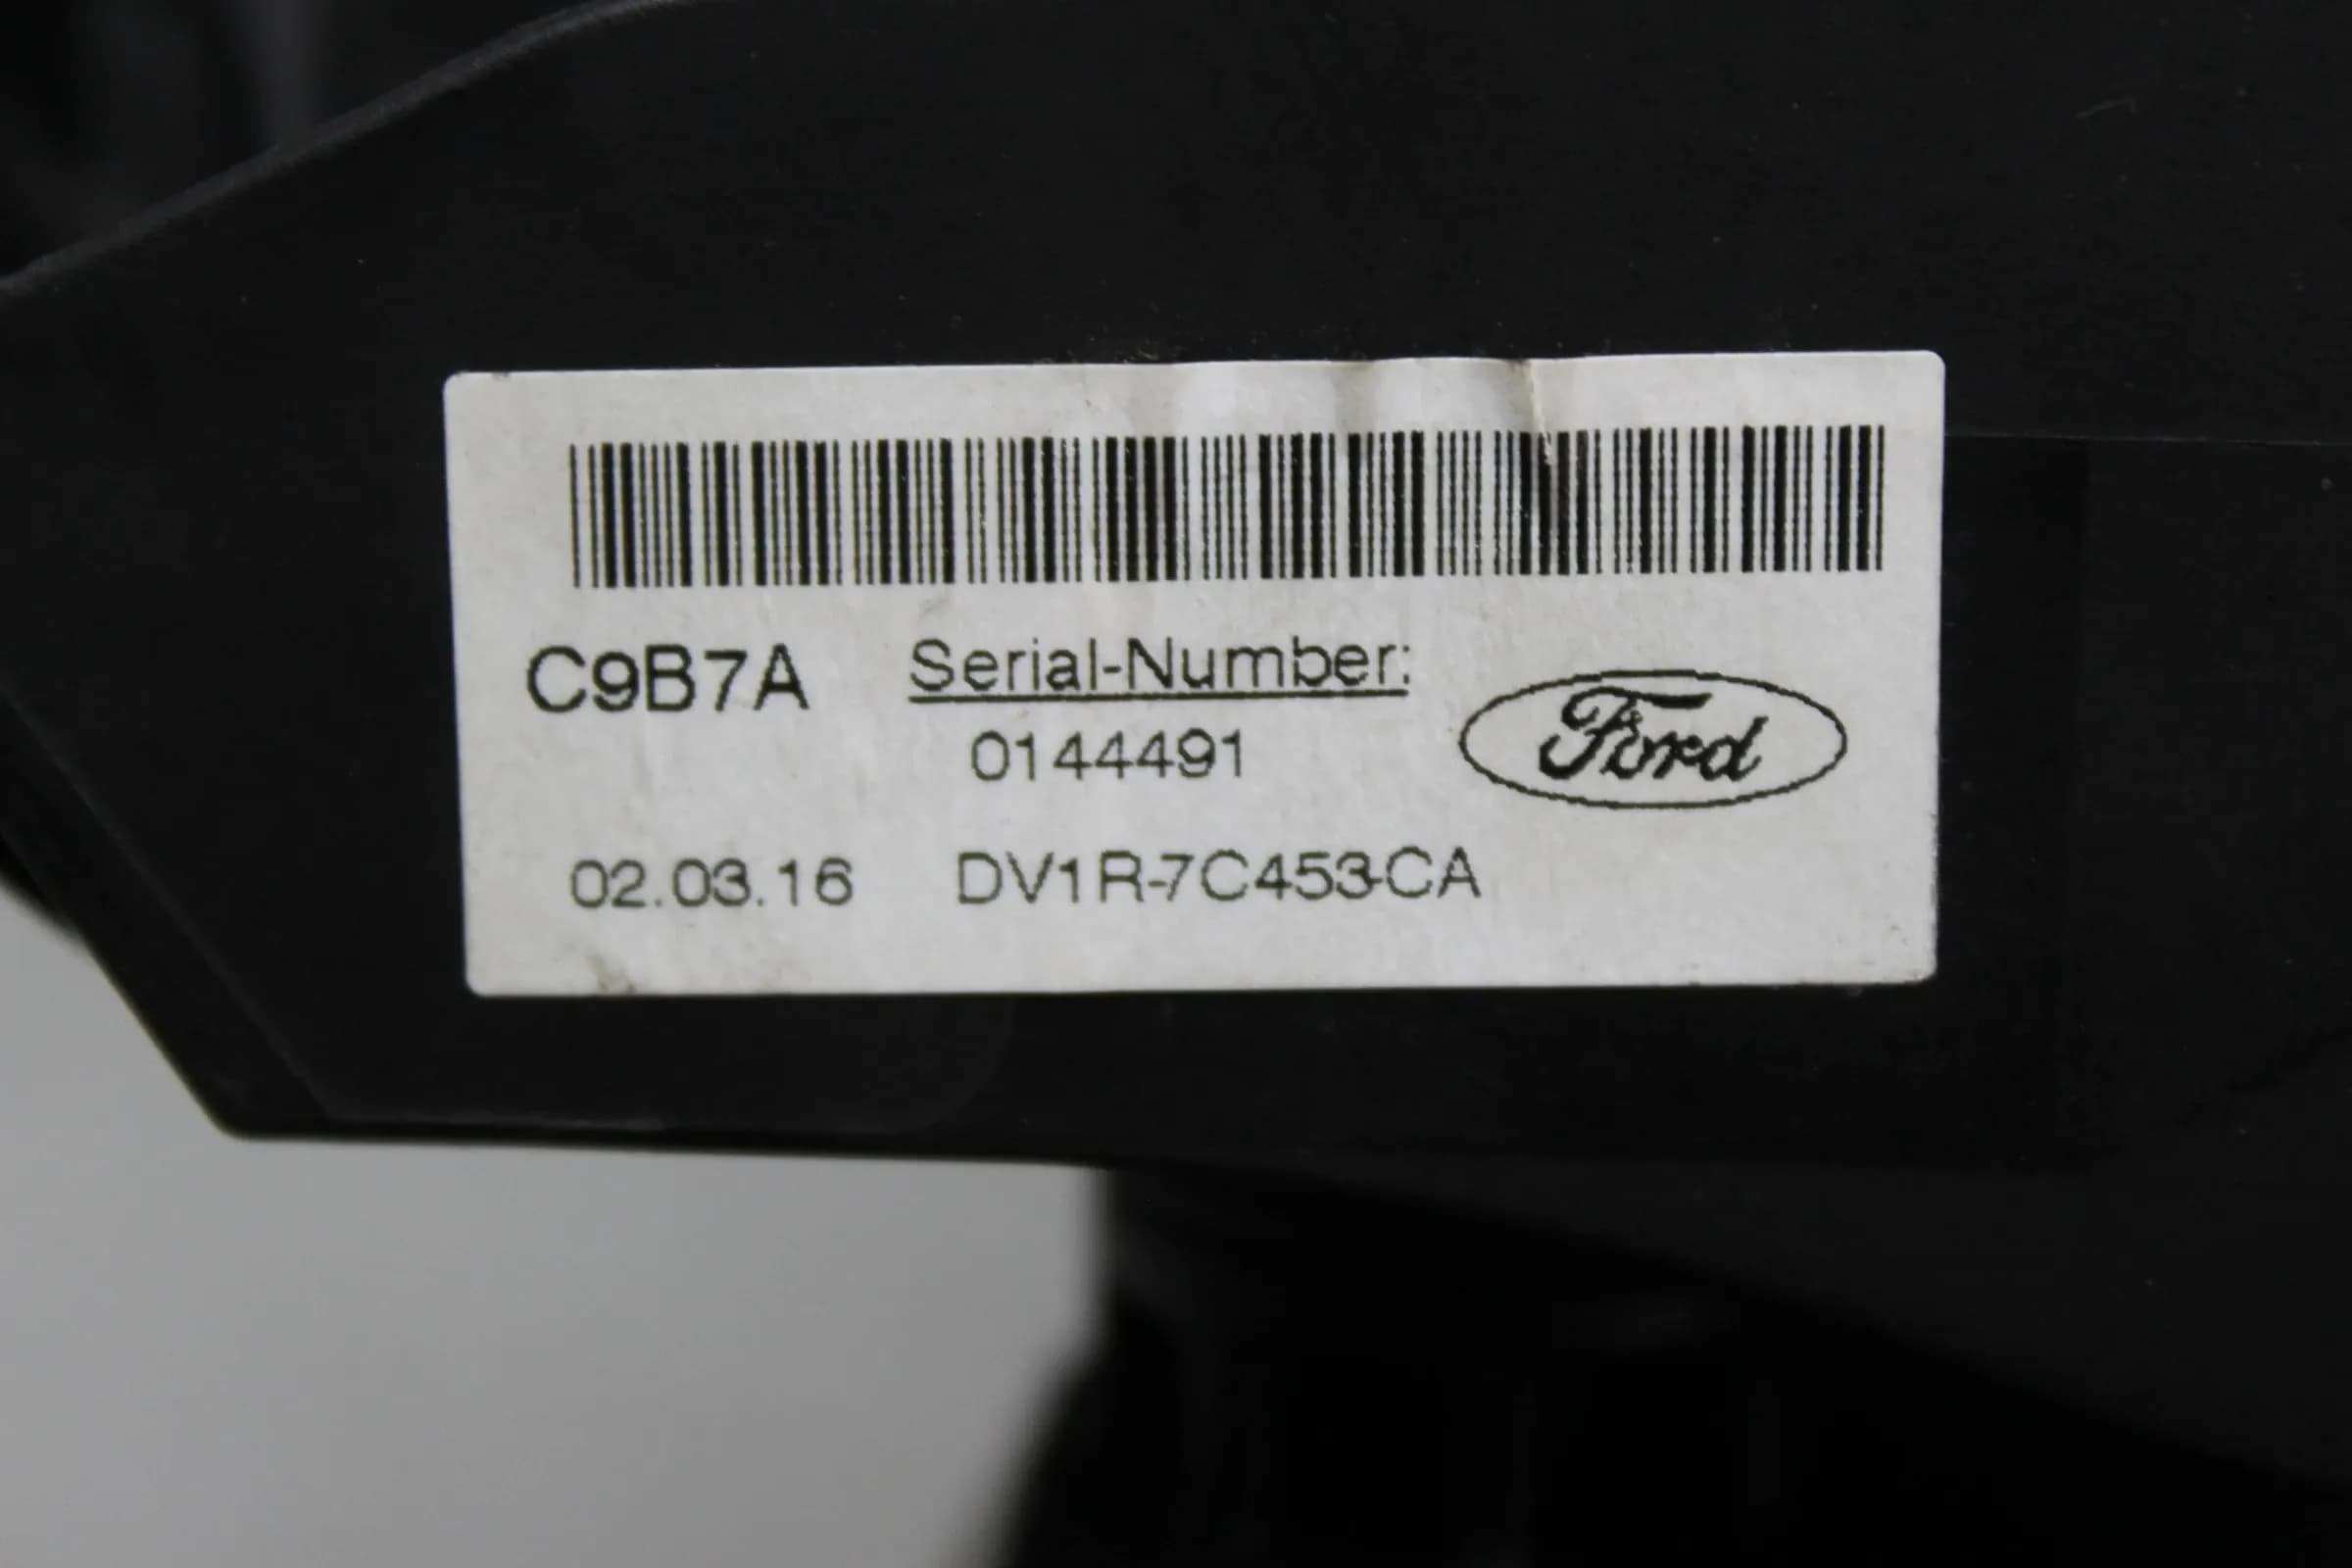 C9B7A
Serial-Number:
0144491
Ford
02.03.16
DV1R-7C453-CA